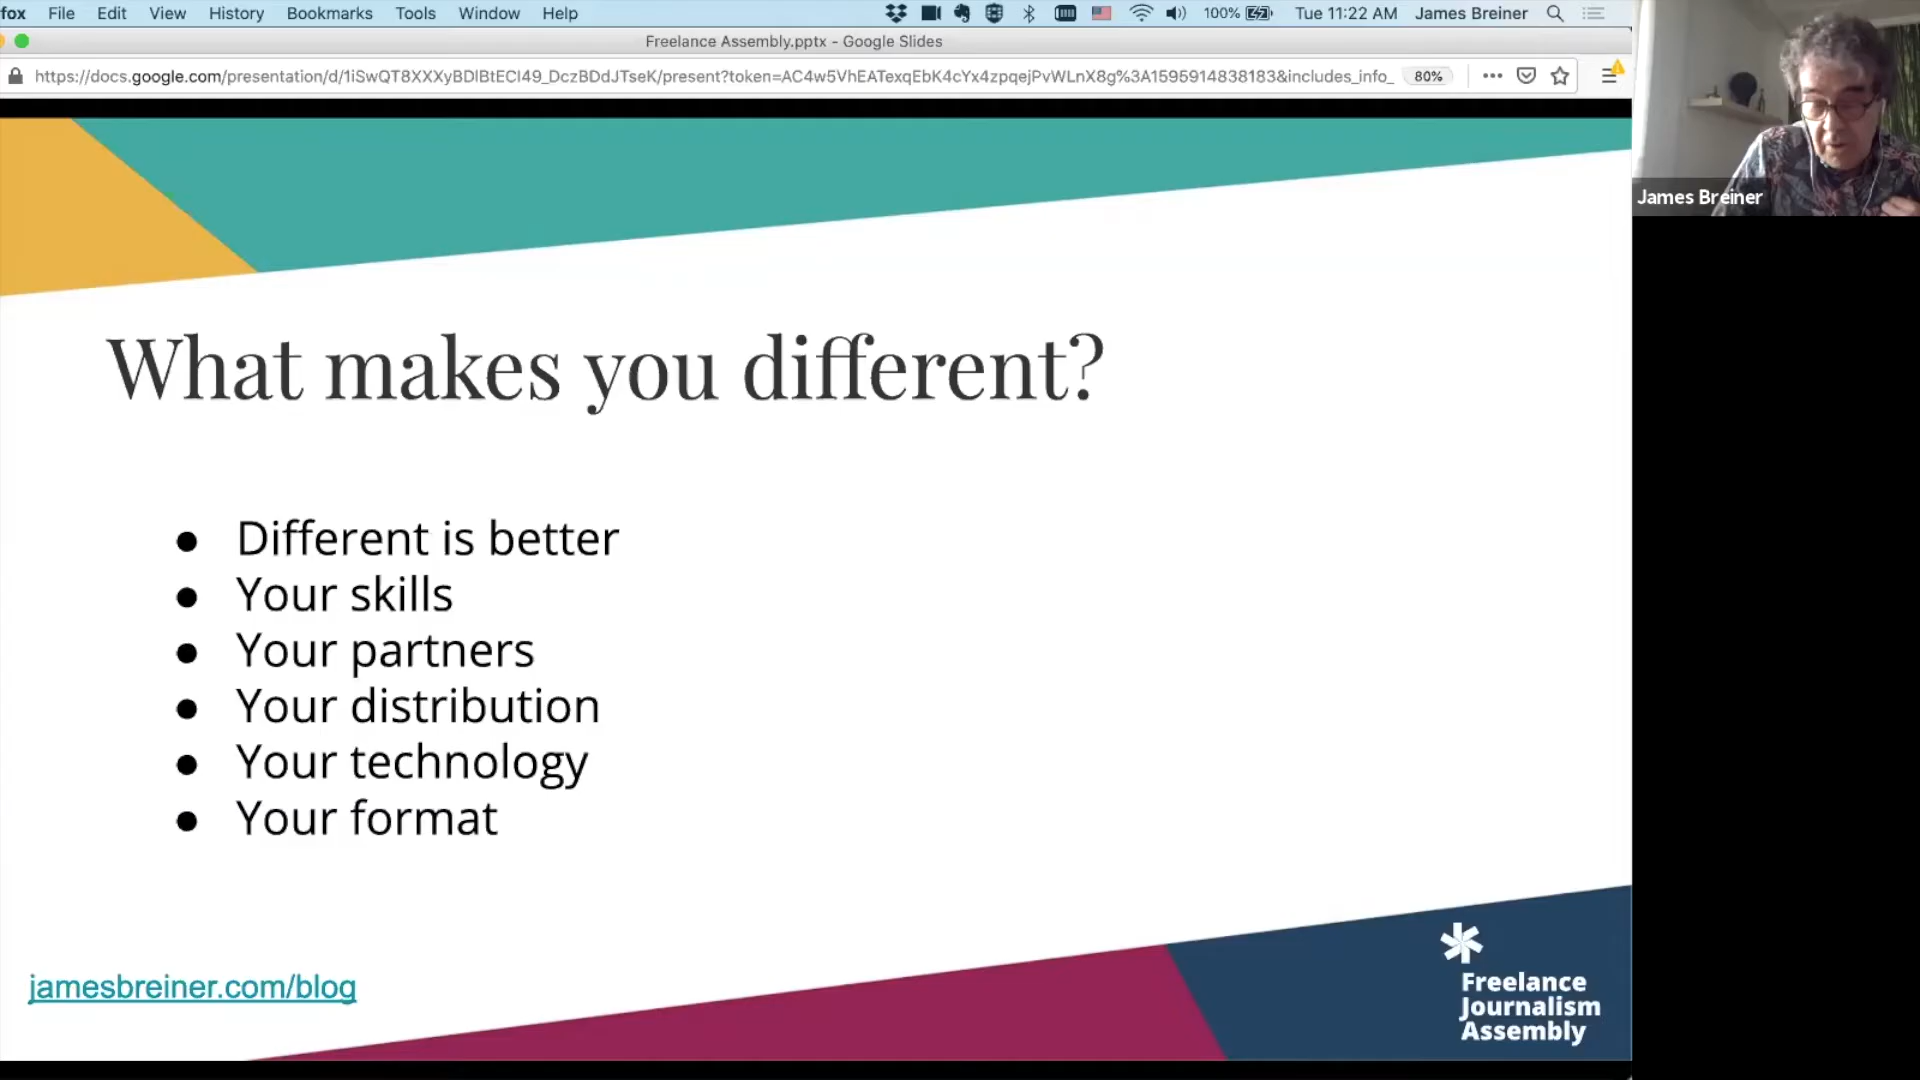 fox File Edit View History Bookmarks Tools Window Help 100% Tue 11:22 AM James Breiner
Freelance Assembly.pptx - Google Slides
https://docs.google.com/presentation/d/1iSwQT8XXXyBDlBtECI49_DczBDdJTseK/present?token=AC4w5VhEATexqEbK4cYx4zpqejPvWLnX8g%3A1595914838183&includes_info_ 80%
James Breiner
What makes you different?
● Different is better
● Your skills
● Your partners
● Your distribution
● Your technology
● Your format
jamesbreiner.com/blog
Freelance
Journalism
Assembly